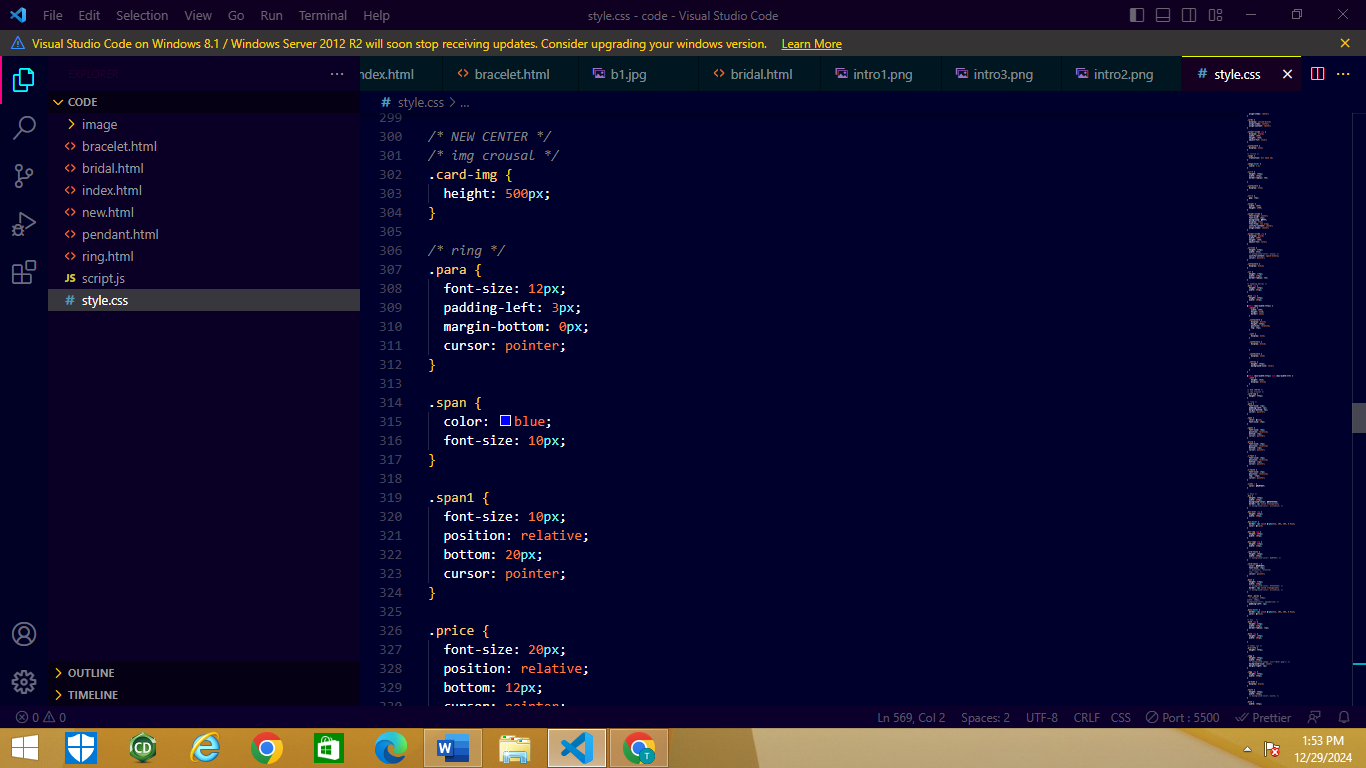 File Edit Selection View Go Run Terminal Help
style.css - code - Visual Studio Code
Visual Studio Code on Windows 8.1 / Windows Server 2012 R2 will soon stop receiving updates. Consider upgrading your windows version. Learn More
EXPLORER
ndex.html bracelet.html b1.jpg bridal.html intro1.png intro3.png intro2.png # style.css
CODE
image
bracelet.html
bridal.html
index.html
new.html
pendant.html
ring.html
JS script.js
# style.css
OUTLINE
TIMELINE
# style.css > ...
299
300 /* NEW CENTER */
301 /* img crousal */
302 .card-img {
303 height: 500px;
304 }
305
306 /* ring */
307 .para {
308 font-size: 12px;
309 padding-left: 3px;
310 margin-bottom: 0px;
311 cursor: pointer;
312 }
313
314 .span {
315 color: blue;
316 font-size: 10px;
317 }
318
319 .span1 {
320 font-size: 10px;
321 position: relative;
322 bottom: 20px;
323 cursor: pointer;
324 }
325
326 .price {
327 font-size: 20px;
328 position: relative;
329 bottom: 12px;
330 cursor: pointer;
0 0 Ln 569, Col 2 Spaces: 2 UTF-8 CRLF CSS Port : 5500 Prettier
CD W T
1:53 PM
12/29/2024